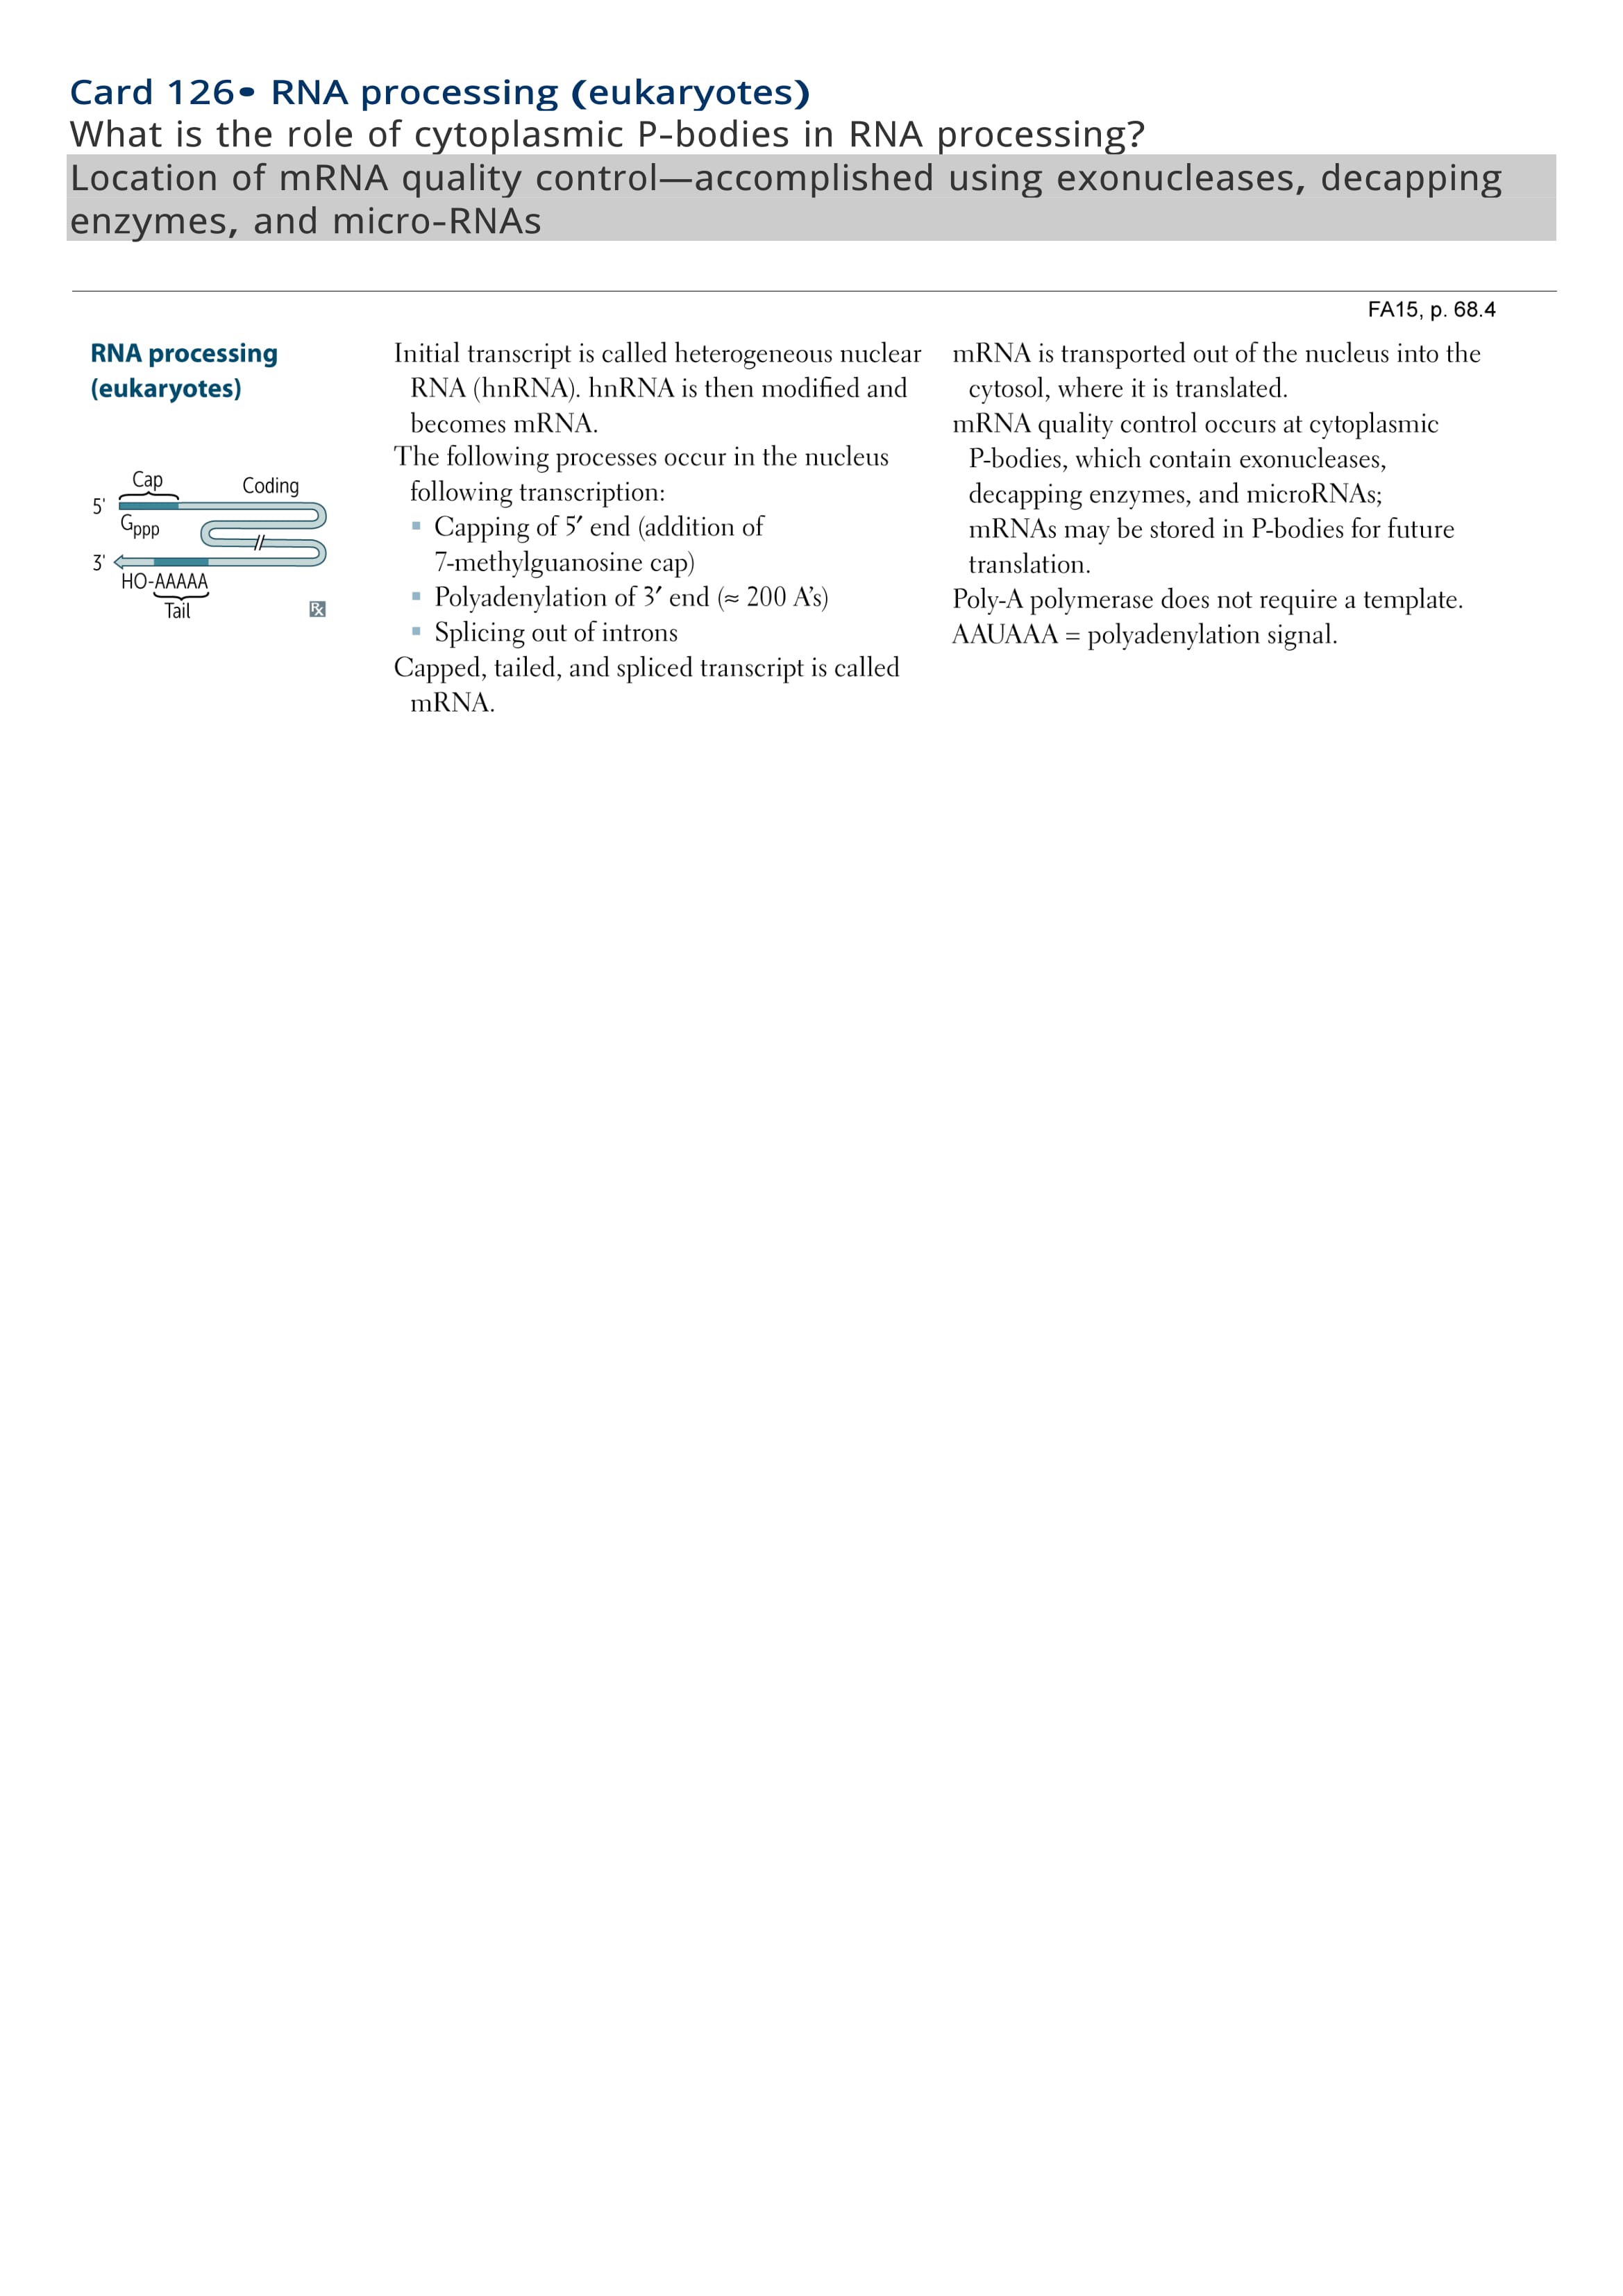 Card 126• RNA processing (eukaryotes)
What is the role of cytoplasmic P-bodies in RNA processing?
Location of mRNA quality control—accomplished using exonucleases, decapping
enzymes, and micro-RNAs
FA15, p. 68.4
RNA processing
(eukaryotes)
Cap
Coding
5'
Gppp
3'
HO-AAAAA
Tail
Rx
Initial transcript is called heterogeneous nuclear
RNA (hnRNA). hnRNA is then modified and
becomes mRNA.
The following processes occur in the nucleus
following transcription:
▪ Capping of 5′ end (addition of
7-methylguanosine cap)
▪ Polyadenylation of 3′ end (≈ 200 A's)
▪ Splicing out of introns
Capped, tailed, and spliced transcript is called
mRNA.
mRNA is transported out of the nucleus into the
cytosol, where it is translated.
mRNA quality control occurs at cytoplasmic
P-bodies, which contain exonucleases,
decapping enzymes, and microRNAs;
mRNAs may be stored in P-bodies for future
translation.
Poly-A polymerase does not require a template.
AAUAAA = polyadenylation signal.